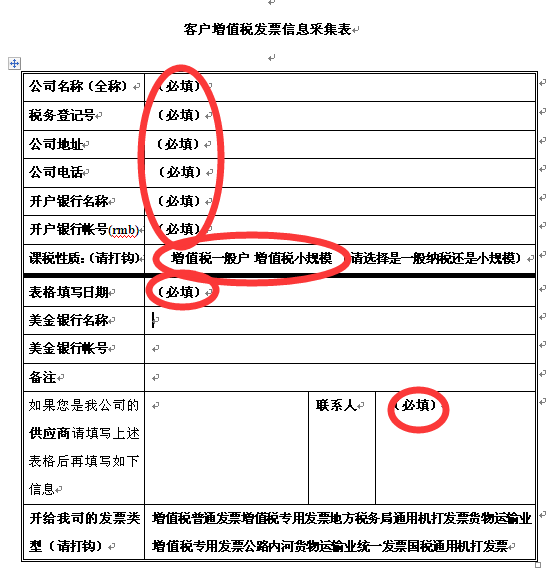 客户增值税发票信息采集表
公司名称（全称） （必填）
税务登记号 （必填）
公司地址 （必填）
公司电话 （必填）
开户银行名称 （必填）
开户银行帐号(rmb) （必填）
课税性质:（请打钩） 增值税一般户 增值税小规模 （请选择是一般纳税还是小规模）
表格填写日期 （必填）
美金银行名称
美金银行帐号
备注
如果您是我公司的
供应商请填写上述
表格后再填写如下
信息
联系人 （必填）
开给我司的发票类
型（请打钩）
增值税普通发票增值税专用发票地方税务局通用机打发票货物运输业
增值税专用发票公路内河货物运输业统一发票国税通用机打发票